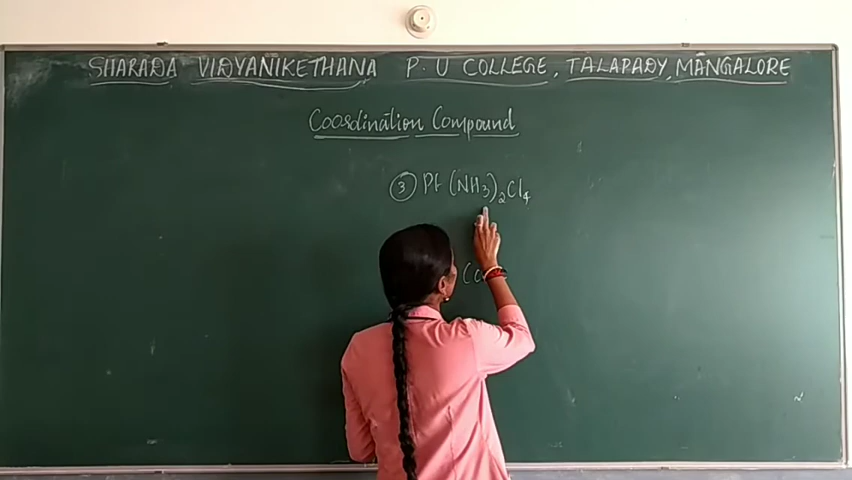 SHARADA VIDYANIKETHANA P.U COLLEGE, TALAPADY, MANGALORE
Coordination Compound
③ Pt (NH₃)₂Cl₄